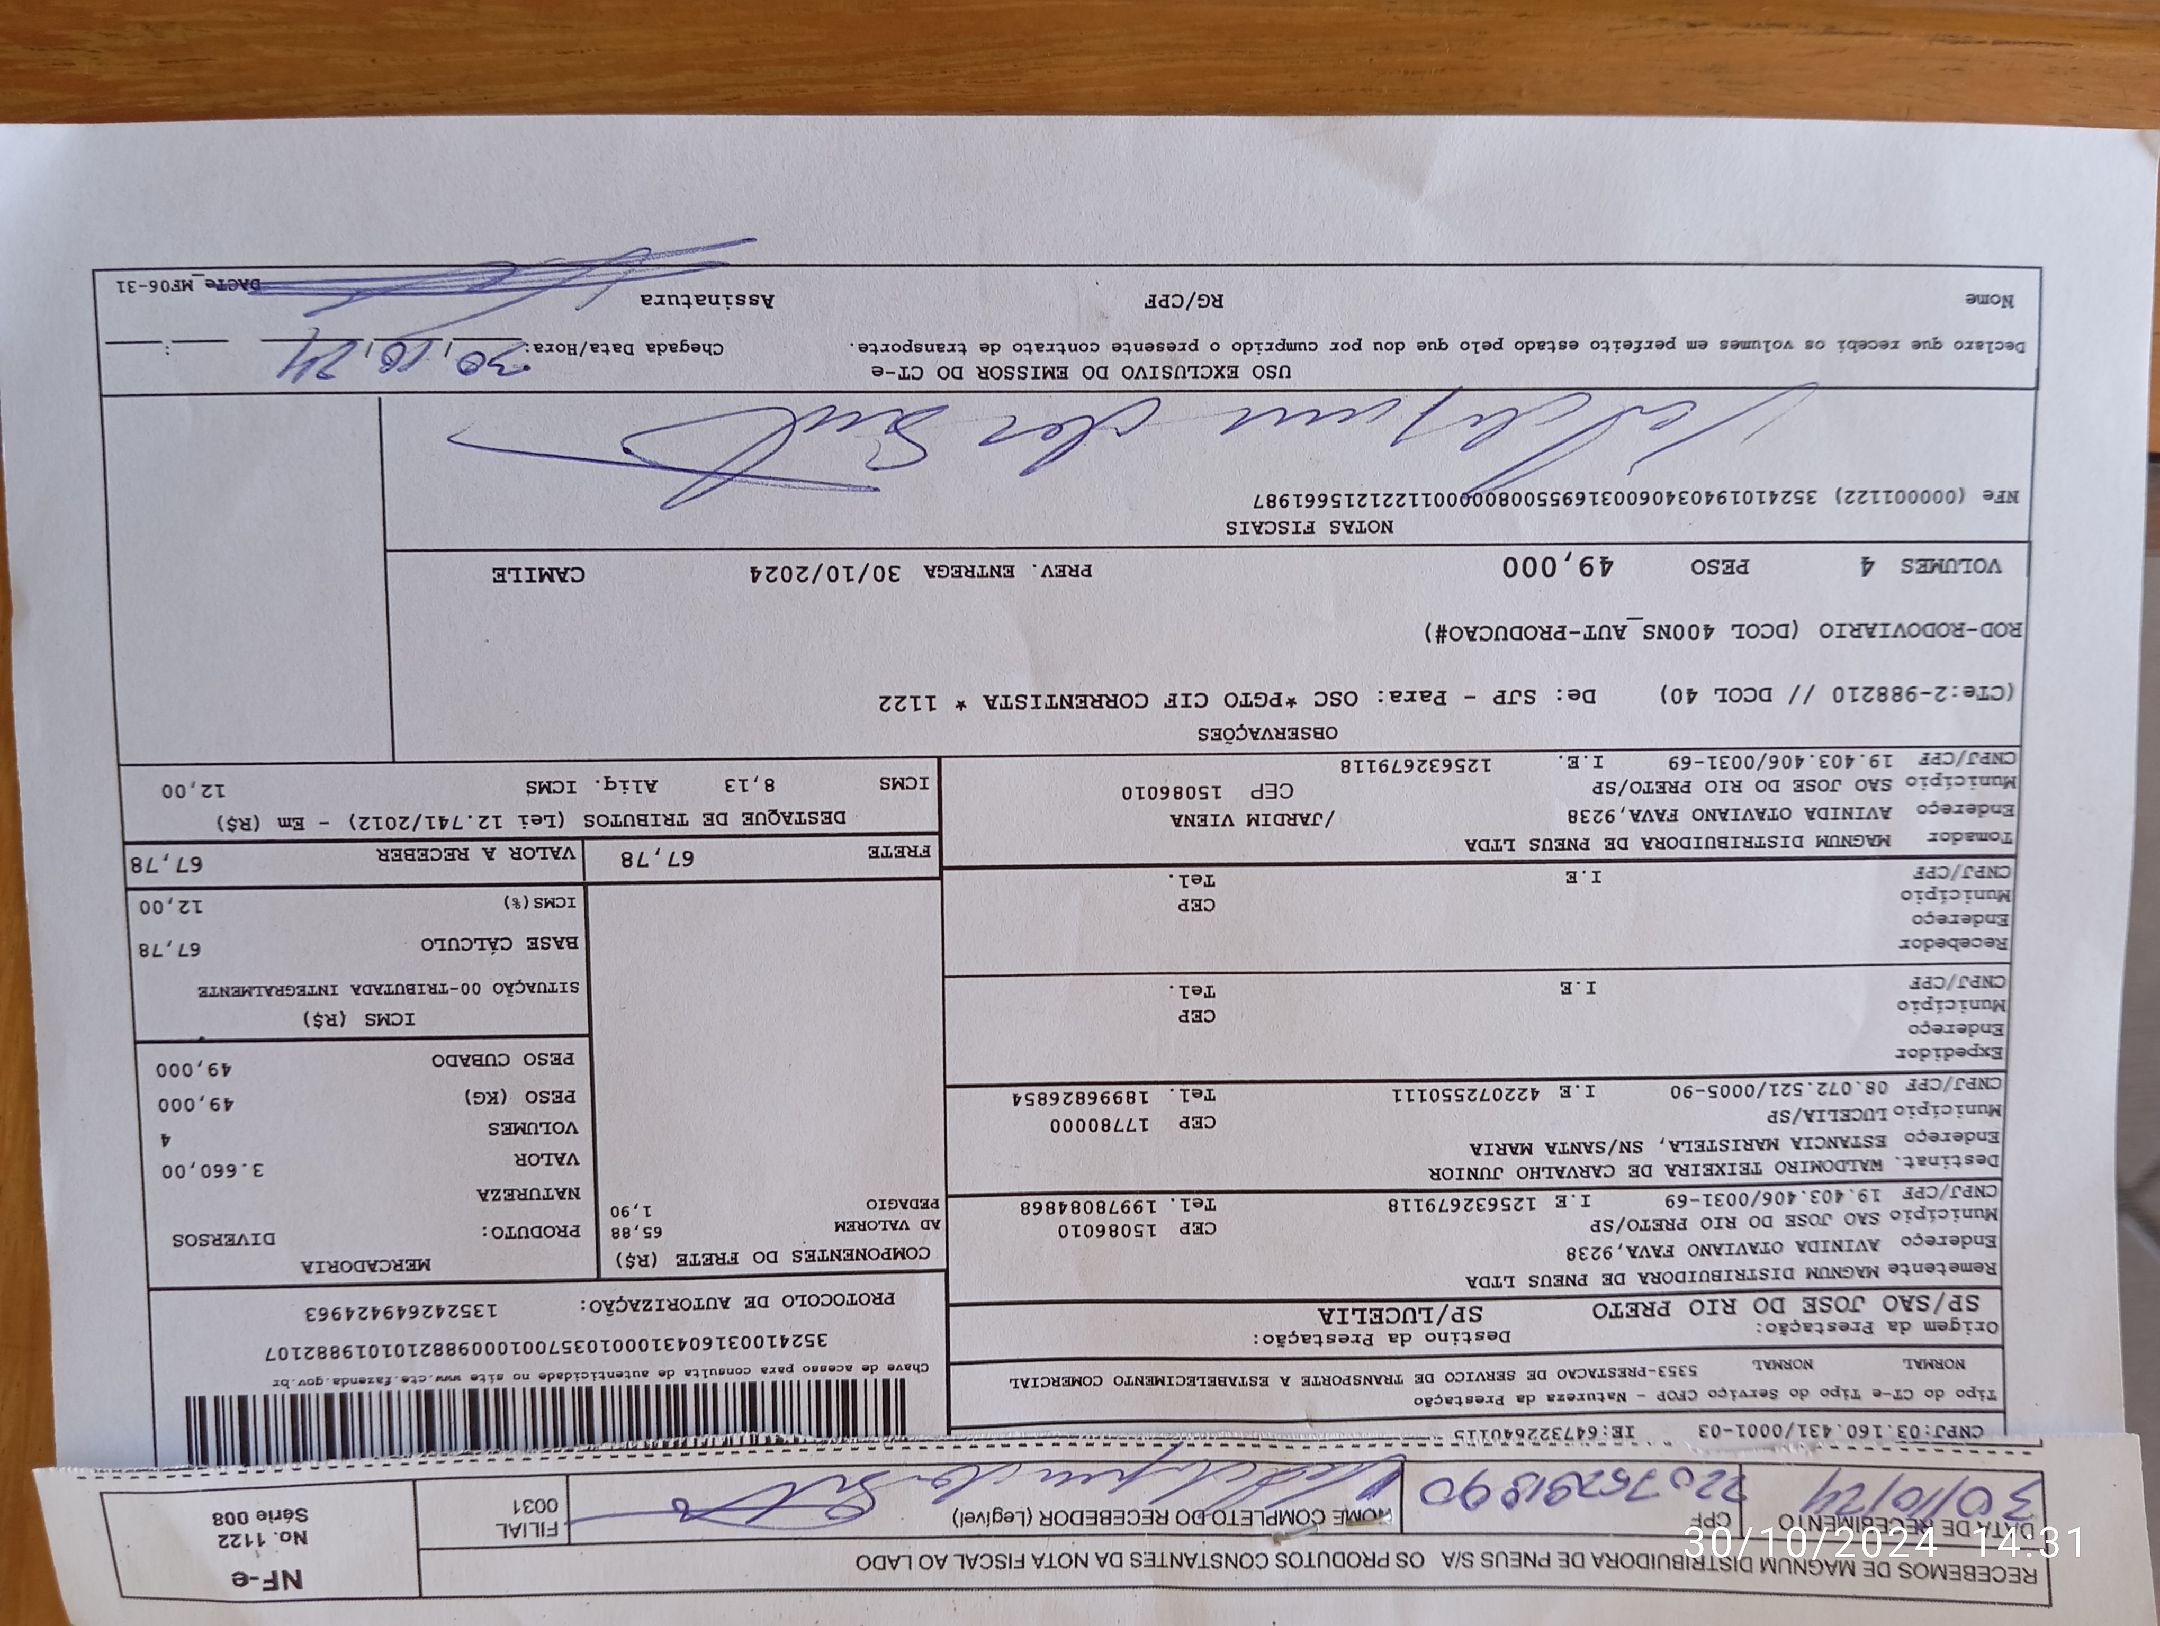 RECEBEMOS DE MAGNUM DISTRIBUIDORA DE PNEUS S/A OS PRODUTOS CONSTANTES DA NOTA FISCAL AO LADO
NF-e
No. 1122
Série 008
DATA DE RECEBIMENTO
30/10/24
CPF
NOME COMPLETO DO RECEBEDOR (Legível)
FILIAL
0031
CNPJ:03.160.431/0001-03 IE:647322640115
Tipo do CT-e Tipo do Serviço CFOP - Natureza da Prestação
NORMAL NORMAL 5353-PRESTACAO DE SERVICO DE TRANSPORTE A ESTABELECIMENTO COMERCIAL
Origem da Prestação: Destino da Prestação:
SP/SAO JOSE DO RIO PRETO SP/LUCELIA
Chave de acesso para consulta de autenticidade no site www.cte.fazenda.gov.br
35241003160431000103570010009882101019882107
PROTOCOLO DE AUTORIZAÇÃO: 135242649424963
Remetente MAGNUM DISTRIBUIDORA DE PNEUS LTDA
Endereço AVINIDA OTAVIANO FAVA,9238
Município SAO JOSE DO RIO PRETO/SP CEP 15086010
CNPJ/CPF 19.403.406/0031-69 I.E 125632679118 Tel. 19978084868
Destinat. WALDOMIRO TEIXEIRA DE CARVALHO JUNIOR
Endereço ESTANCIA MARISTELA, SN/SANTA MARIA
Município LUCELIA/SP CEP 17780000
CNPJ/CPF 08.072.521/0005-90 I.E 422072550111 Tel. 18996826854
Expedidor
Endereço
Município CEP
CNPJ/CPF I.E Tel.
Recebedor
Endereço
Município CEP
CNPJ/CPF I.E Tel.
Tomador MAGNUM DISTRIBUIDORA DE PNEUS LTDA
Endereço AVINIDA OTAVIANO FAVA,9238 /JARDIM VIENA
Município SAO JOSE DO RIO PRETO/SP CEP 15086010
CNPJ/CPF 19.403.406/0031-69 I.E. 125632679118
COMPONENTES DO FRETE (R$)
AD VALOREM 65,88
PEDAGIO 1,90
MERCADORIA
PRODUTO: DIVERSOS
NATUREZA
VALOR 3.660,00
VOLUMES 4
PESO (KG) 49,000
PESO CUBADO 49,000
ICMS (R$)
SITUAÇÃO 00-TRIBUTADA INTEGRALMENTE
BASE CÁLCULO 67,78
ICMS(%) 12,00
FRETE 67,78 VALOR A RECEBER 67,78
DESTAQUE DE TRIBUTOS (Lei 12.741/2012) - Em (R$)
ICMS 8,13 Aliq. ICMS 12,00
OBSERVAÇÕES
(CTe:2-988210 // DCOL 40) De: SJP - Para: OSC *PGTO CIF CORRENTISTA * 1122
ROD-RODOVIARIO (DCOL 400NS_AUT-PRODUCAO#)
VOLUMES 4 PESO 49,000 PREV. ENTREGA 30/10/2024 CAMILE
NOTAS FISCAIS
NFe (000001122) 35241019403406003169550080000011221215661987
USO EXCLUSIVO DO EMISSOR DO CT-e
Declaro que recebi os volumes em perfeito estado pelo que dou por cumprido o presente contrato de transporte.
Chegada Data/Hora: 30/10/24 :
Nome RG/CPF Assinatura
DACTe_MF06-31
30/10/2024 14:31